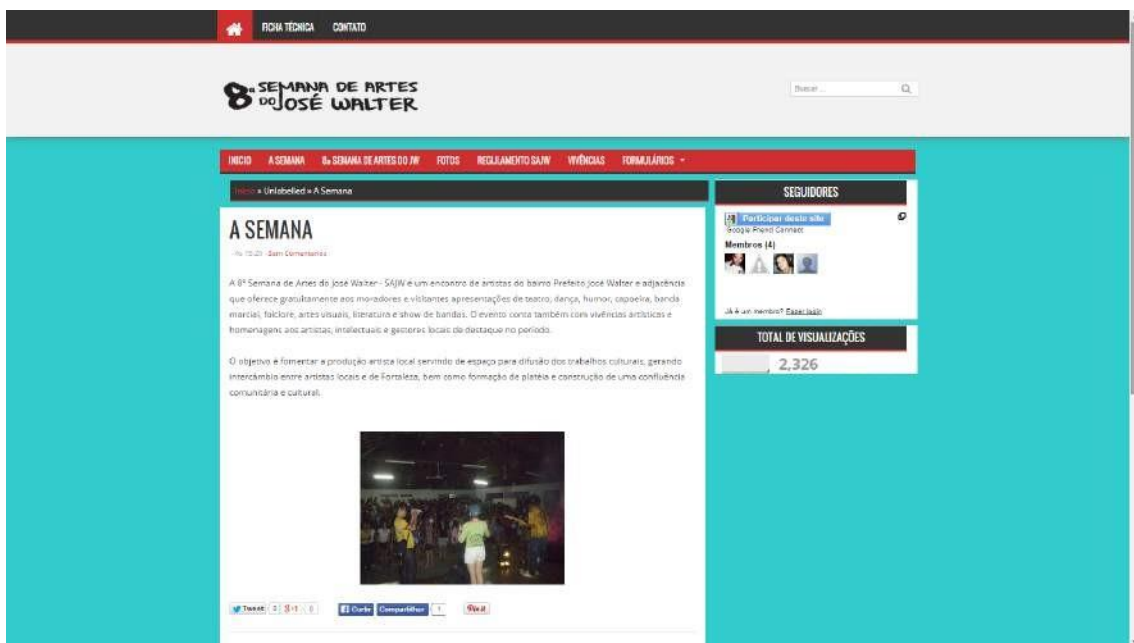 FICHA TÉCNICA CONTATO
8ª SEMANA DE ARTES
DO JOSÉ WALTER
Buscar ...
INICIO A SEMANA 8a SEMANA DE ARTES DO JW FOTOS REGULAMENTO SAJW VIVÊNCIAS FORMULÁRIOS
Início » Unlabelled » A Semana
A SEMANA
Sem Comentários
A 8ª Semana de Artes do José Walter - SAJW é um encontro de artistas do bairro Prefeito José Walter e adjacência
que oferece gratuitamente aos moradores e visitantes apresentações de teatro, dança, humor, capoeira, banda
marcial, folclore, artes visuais, literatura e show de bandas. O evento conta também com vivências artísticas e
homenagens aos artistas, intelectuais e gestores locais de destaque no período.
O objetivo é fomentar a produção artista local servindo de espaço para difusão dos trabalhos culturais, gerando
intercâmbio entre artistas locais e de Fortaleza, bem como formação de platéia e construção de uma confluência
comunitária e cultural.
Tweet 0 g+1 0 Curtir Compartilhar 1 Pin it
SEGUIDORES
Participar deste site
Google Friend Connect
Membros (4)
Já é um membro? Fazer login
TOTAL DE VISUALIZAÇÕES
2,326